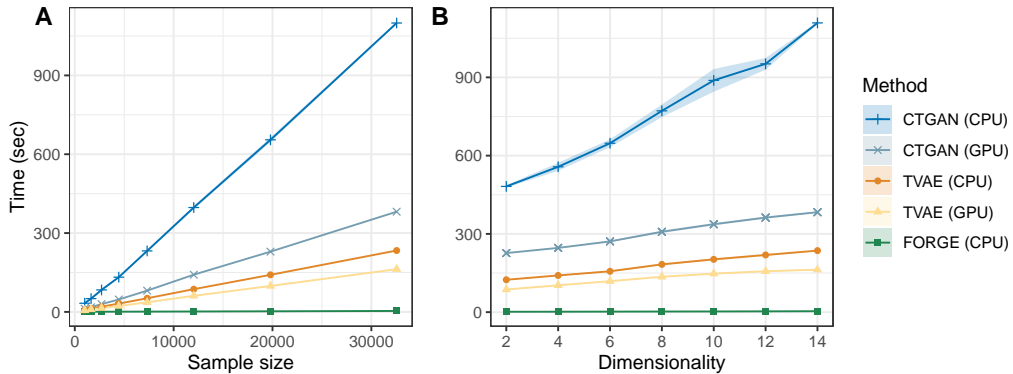 A
B
Time (sec)
900
600
300
0
0
10000
20000
30000
Sample size
900
600
300
0
2
4
6
8
10
12
14
Dimensionality
Method
CTGAN (CPU)
CTGAN (GPU)
TVAE (CPU)
TVAE (GPU)
FORGE (CPU)